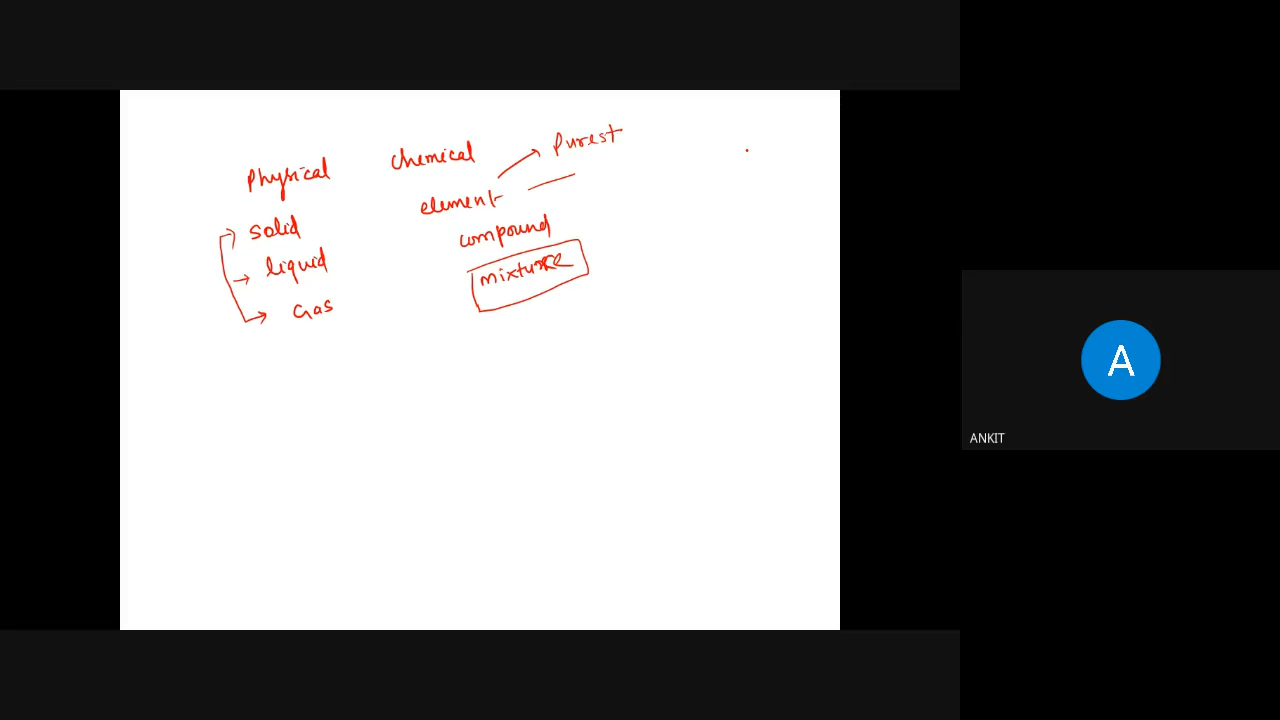 Physical
Chemical
Purest
element
solid
compound
liquid
mixture
Gas
A
ANKIT